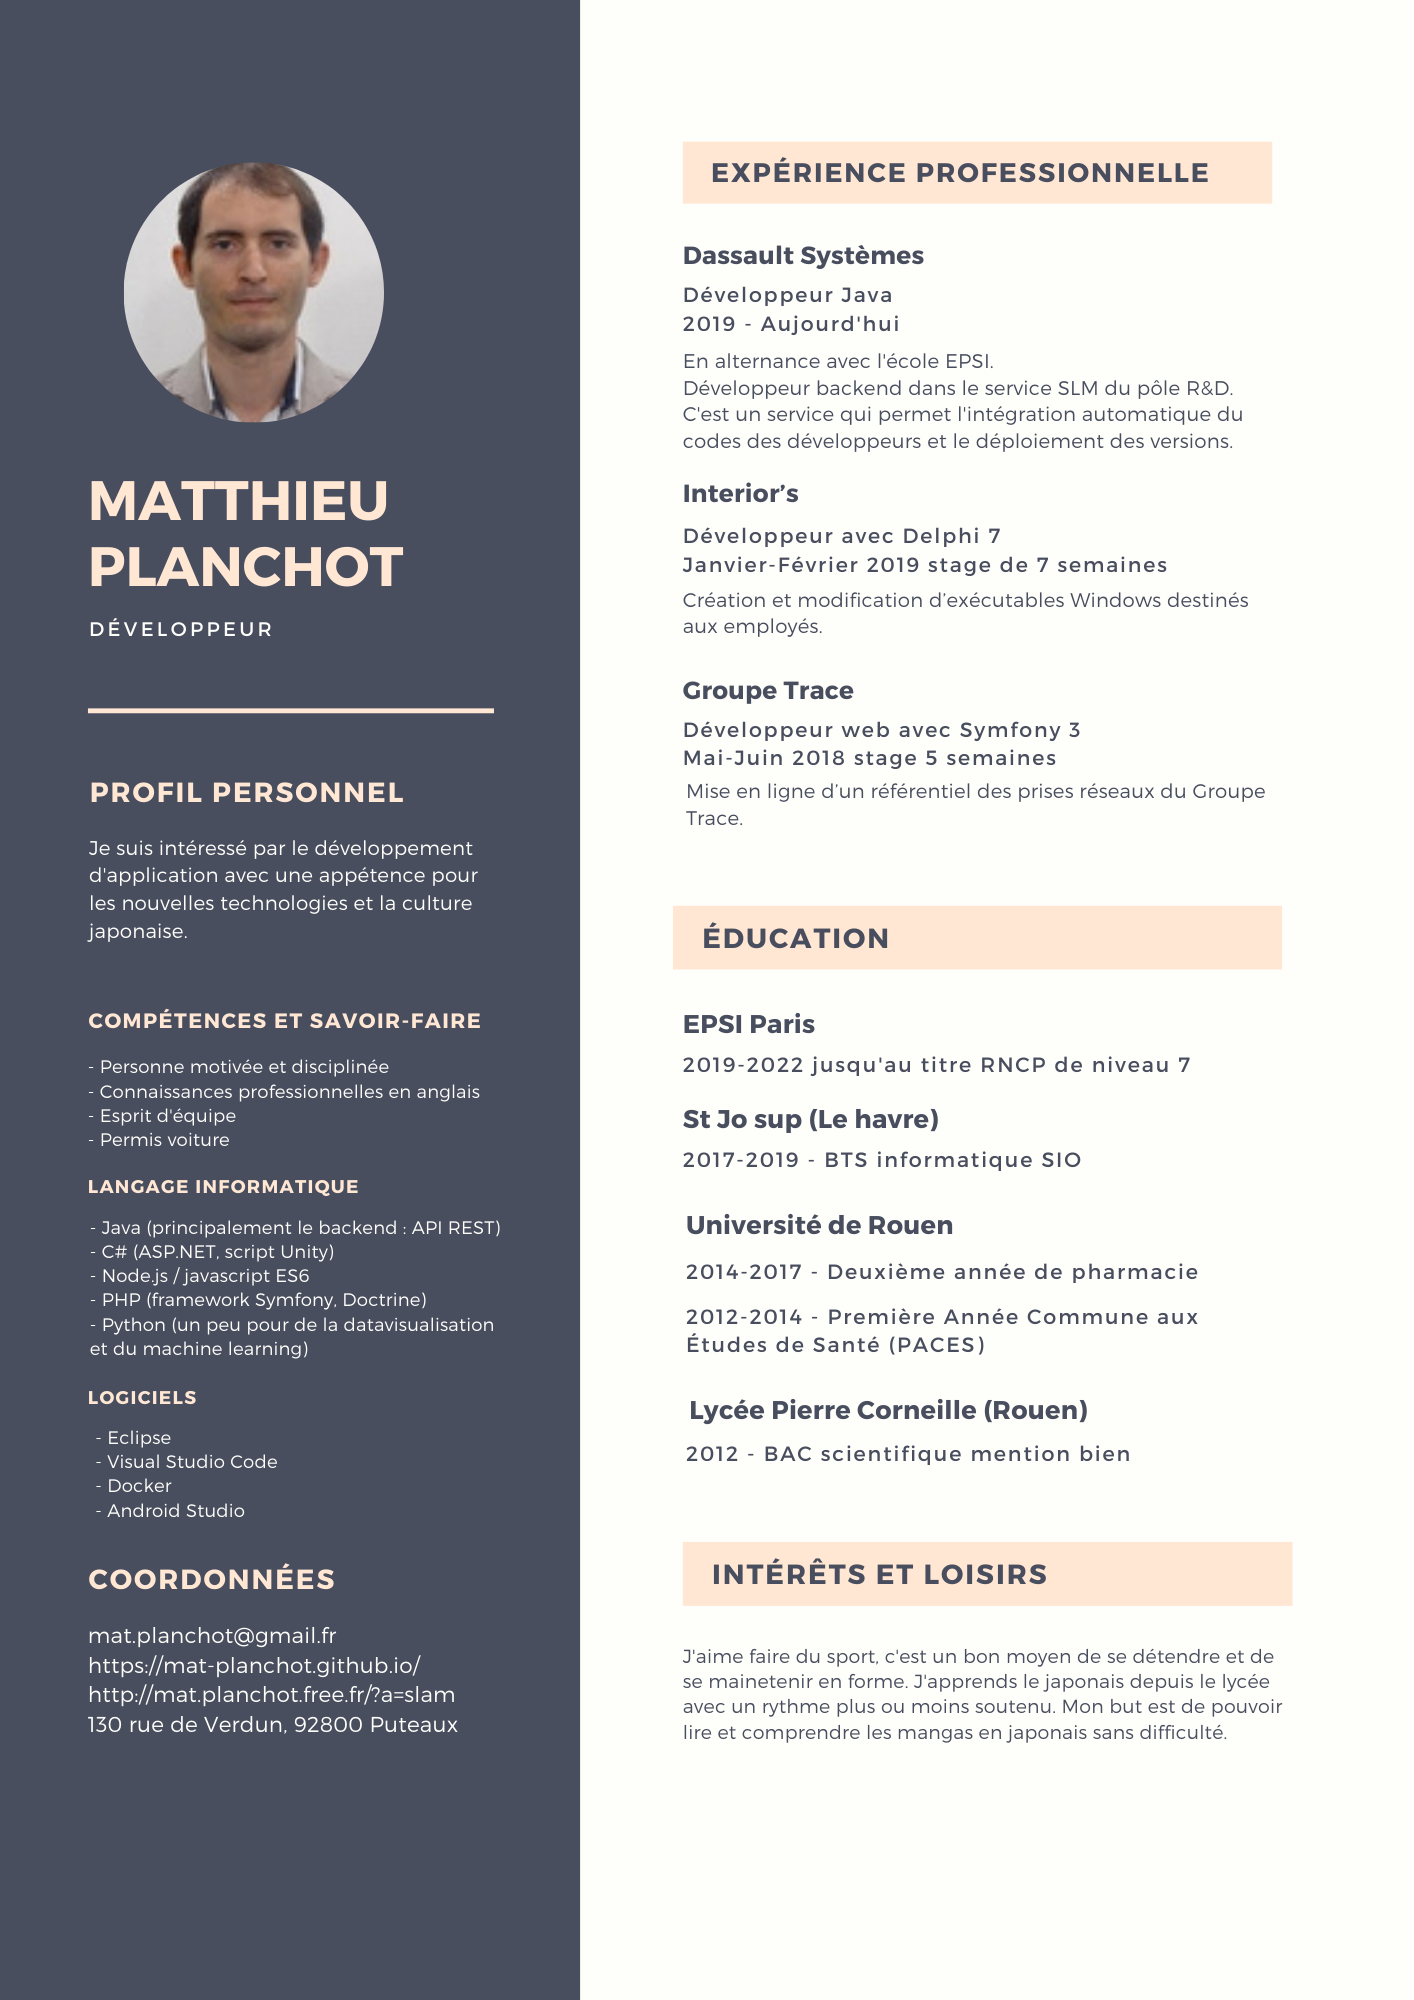 MATTHIEU
PLANCHOT
DÉVELOPPEUR
PROFIL PERSONNEL
Je suis intéressé par le développement
d'application avec une appétence pour
les nouvelles technologies et la culture
japonaise.
COMPÉTENCES ET SAVOIR-FAIRE
- Personne motivée et disciplinée
- Connaissances professionnelles en anglais
- Esprit d'équipe
- Permis voiture
LANGAGE INFORMATIQUE
- Java (principalement le backend : API REST)
- C# (ASP.NET, script Unity)
- Node.js / javascript ES6
- PHP (framework Symfony, Doctrine)
- Python (un peu pour de la datavisualisation
et du machine learning)
LOGICIELS
- Eclipse
- Visual Studio Code
- Docker
- Android Studio
COORDONNÉES
mat.planchot@gmail.fr
https://mat-planchot.github.io/
http://mat.planchot.free.fr/?a=slam
130 rue de Verdun, 92800 Puteaux
EXPÉRIENCE PROFESSIONNELLE
Dassault Systèmes
Développeur Java
2019 - Aujourd'hui
En alternance avec l'école EPSI.
Développeur backend dans le service SLM du pôle R&D.
C'est un service qui permet l'intégration automatique du
codes des développeurs et le déploiement des versions.
Interior’s
Développeur avec Delphi 7
Janvier-Février 2019 stage de 7 semaines
Création et modification d’exécutables Windows destinés
aux employés.
Groupe Trace
Développeur web avec Symfony 3
Mai-Juin 2018 stage 5 semaines
Mise en ligne d’un référentiel des prises réseaux du Groupe
Trace.
ÉDUCATION
EPSI Paris
2019-2022 jusqu'au titre RNCP de niveau 7
St Jo sup (Le havre)
2017-2019 - BTS informatique SIO
Université de Rouen
2014-2017 - Deuxième année de pharmacie
2012-2014 - Première Année Commune aux
Études de Santé (PACES)
Lycée Pierre Corneille (Rouen)
2012 - BAC scientifique mention bien
INTÉRÊTS ET LOISIRS
J'aime faire du sport, c'est un bon moyen de se détendre et de
se mainetenir en forme. J'apprends le japonais depuis le lycée
avec un rythme plus ou moins soutenu. Mon but est de pouvoir
lire et comprendre les mangas en japonais sans difficulté.